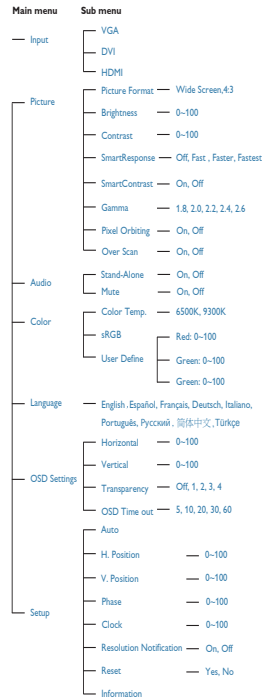 Main menu Sub menu
VGA
Input
DVI
HDMI
Picture Format Wide Screen,4:3
Picture
Brightness 0~100
Contrast 0~100
SmartResponse Off, Fast , Faster, Fastest
SmartContrast On, Off
Gamma 1.8, 2.0, 2.2, 2.4, 2.6
Pixel Orbiting On, Off
Over Scan On, Off
Stand-Alone On, Off
Audio
Mute On, Off
Color Temp. 6500K, 9300K
Color
sRGB Red: 0~100
User Define Green: 0~100
Green: 0~100
Language English ,Español, Français, Deutsch, Italiano,
Português, Русский , 简体中文 ,Türkçe
Horizontal 0~100
Vertical 0~100
OSD Settings
Transparency Off, 1, 2, 3, 4
OSD Time out 5, 10, 20, 30, 60
Auto
H. Position 0~100
V. Position 0~100
Phase 0~100
Setup
Clock 0~100
Resolution Notification On, Off
Reset Yes, No
Information